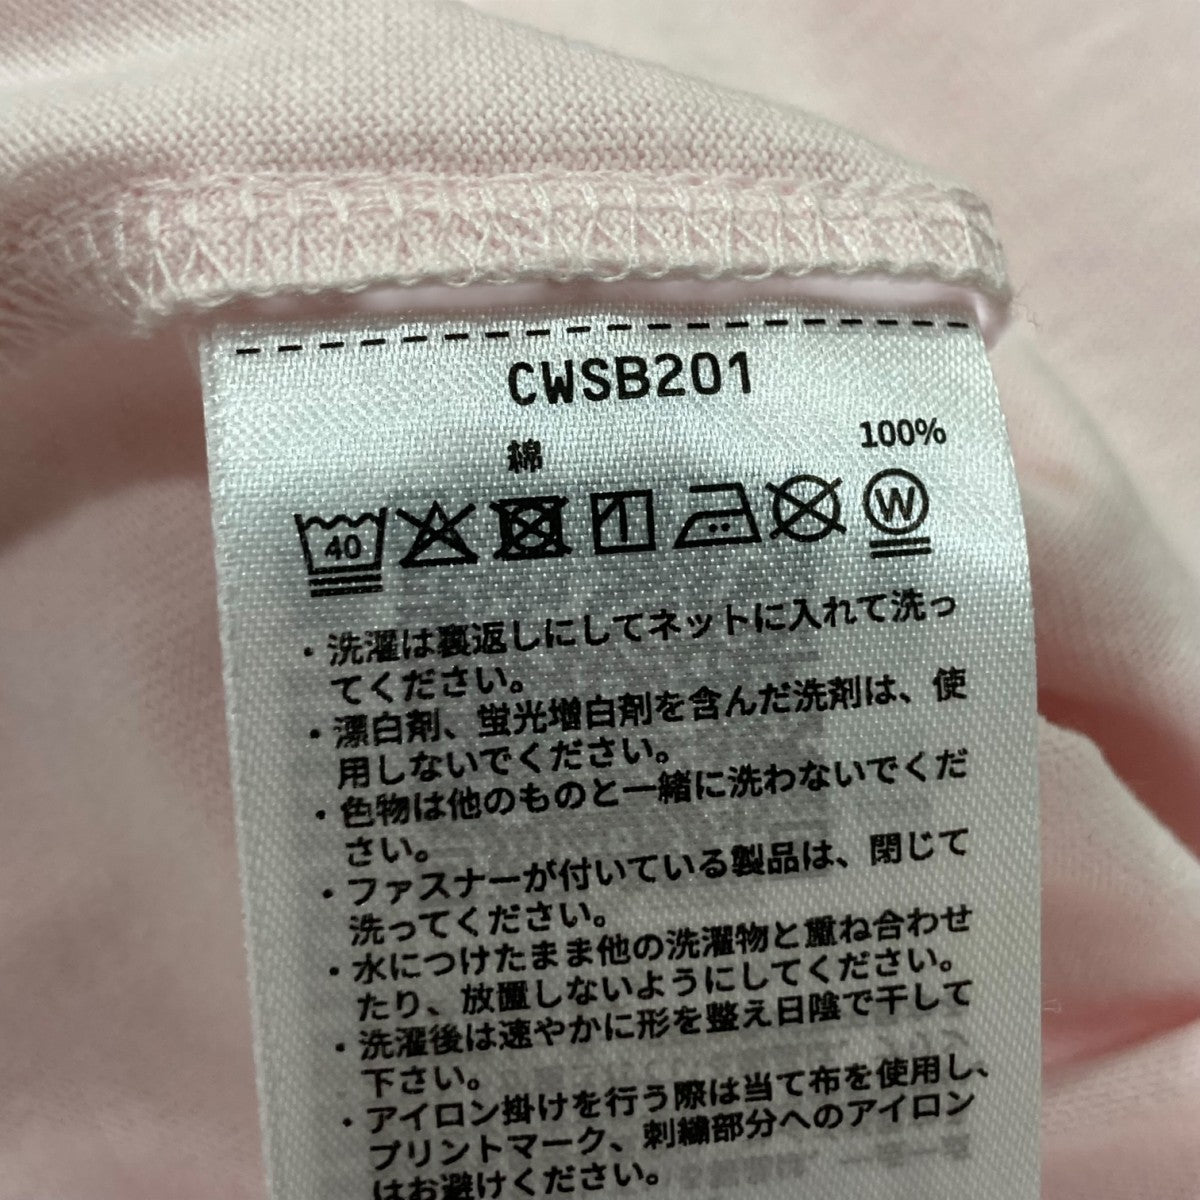 CWSB201
綿 100%
40 W
・洗濯は裏返しにしてネットに入れて洗っ
てください。
・漂白剤、蛍光増白剤を含んだ洗剤は、使
用しないでください。
・色物は他のものと一緒に洗わないでくだ
さい。
・ファスナーが付いている製品は、閉じて
洗ってください。
・水につけたまま他の洗濯物と重ね合わせ
たり、放置しないようにしてください。
・洗濯後は速やかに形を整え日陰で干して
下さい。
・アイロン掛けを行う際は当て布を使用し、
プリントマーク、刺繍部分へのアイロン
はお避けください。